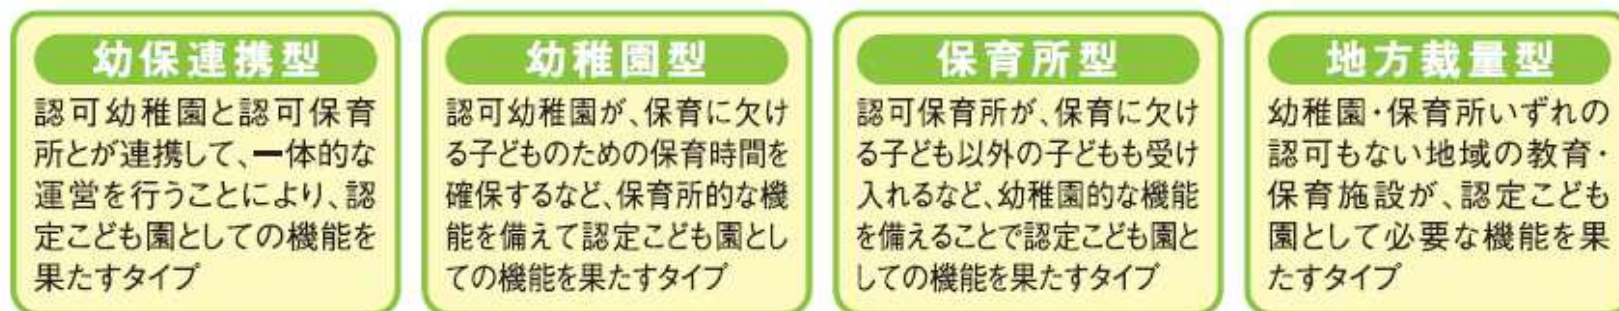 幼保連携型
認可幼稚園と認可保育
所とが連携して、一体的な
運営を行うことにより、認
定こども園としての機能を
果たすタイプ
幼稚園型
認可幼稚園が、保育に欠け
る子どものための保育時間を
確保するなど、保育所的な機
能を備えて認定こども園とし
ての機能を果たすタイプ
保育所型
認可保育所が、保育に欠け
る子ども以外の子どもも受け
入れるなど、幼稚園的な機能
を備えることで認定こども園と
しての機能を果たすタイプ
地方裁量型
幼稚園・保育所いずれの
認可もない地域の教育・
保育施設が、認定こども
園として必要な機能を果
たすタイプ